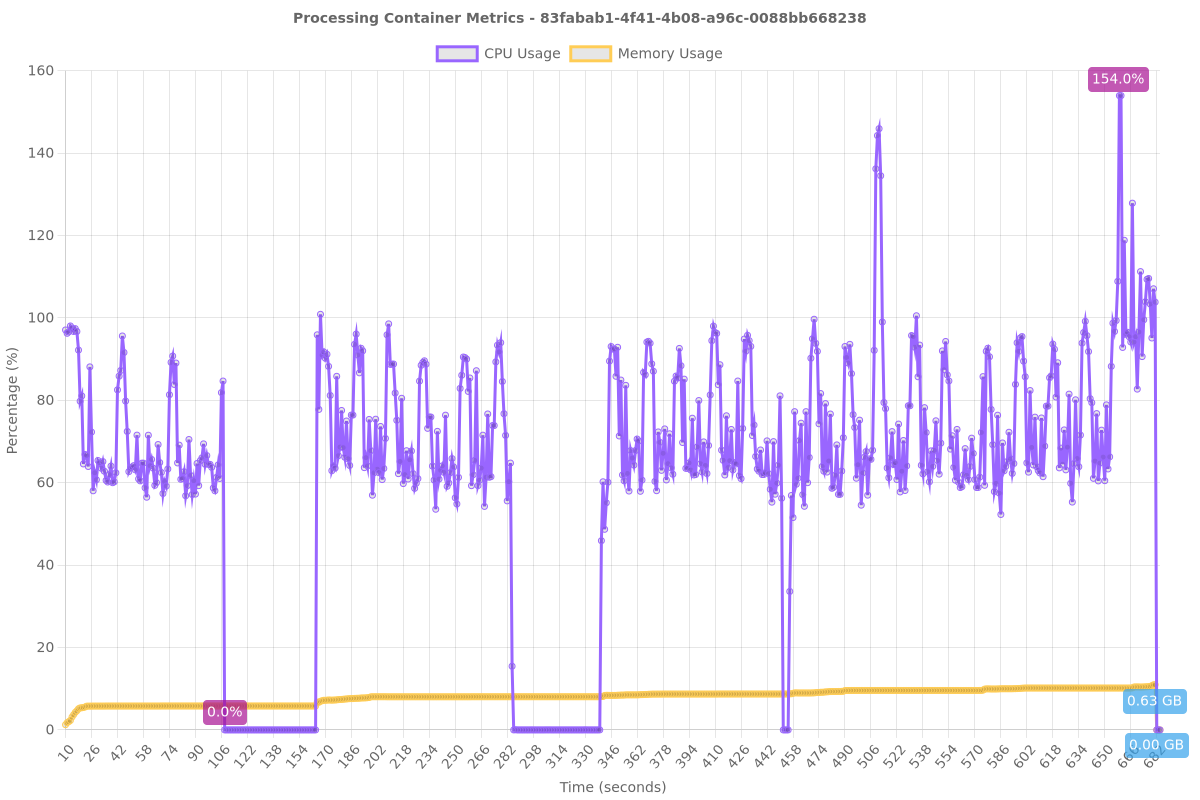 Processing Container Metrics - 83fabab1-4f41-4b08-a96c-0088bb668238
CPU Usage Memory Usage
160
140
120
100
80
60
40
20
0
Percentage (%)
154.0%
0.0%
0.63 GB
0.00 GB
10 26 42 58 74 90 106 122 138 154 170 186 202 218 234 250 266 282 298 314 330 346 362 378 394 410 426 442 458 474 490 506 522 538 554 570 586 602 618 634 650 666 682
Time (seconds)